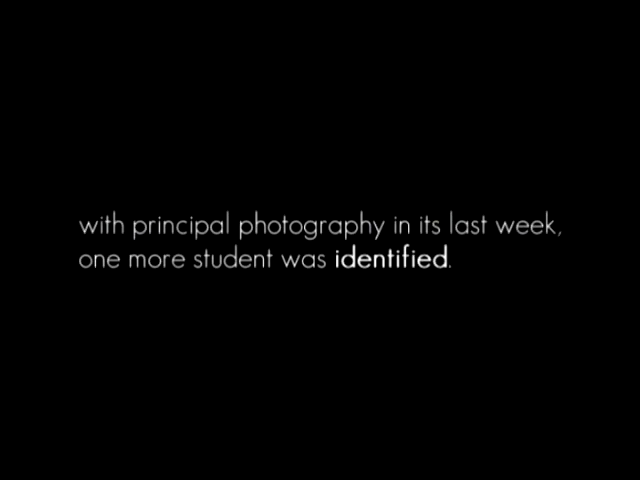 with principal photography in its last week,
one more student was identified.